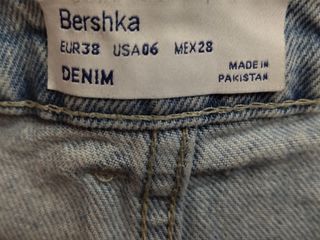 Bershka
EUR38 USA06 MEX28
DENIM
MADE IN
PAKISTAN